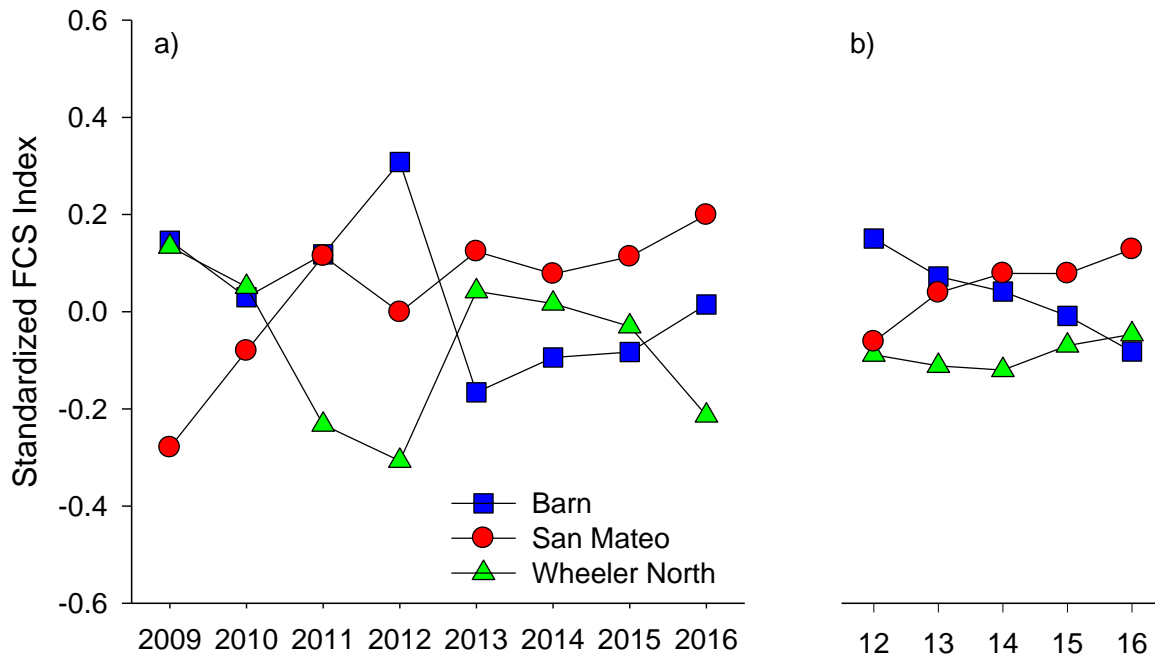 a)
b)
Standardized FCS Index
0.6
0.4
0.2
0.0
-0.2
-0.4
-0.6
Barn
San Mateo
Wheeler North
2009 2010 2011 2012 2013 2014 2015 2016
12 13 14 15 16